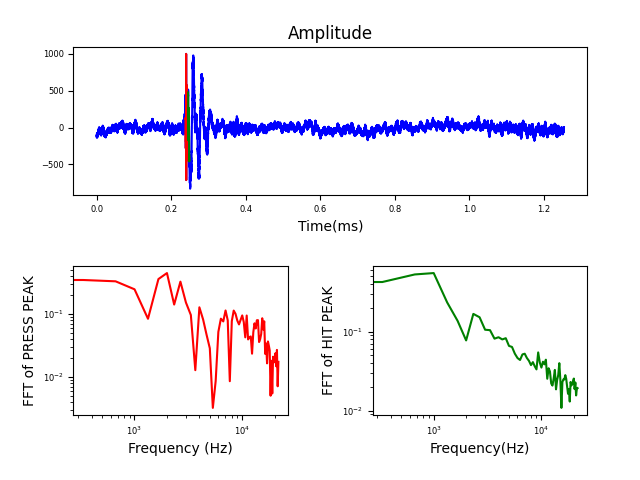 Amplitude
1000
500
0
−500
0.0 0.2 0.4 0.6 0.8 1.0 1.2
Time(ms)
FFT of PRESS PEAK
10⁻¹
10⁻²
10³ 10⁴
Frequency (Hz)
FFT of HIT PEAK
10⁻¹
10⁻²
10³ 10⁴
Frequency(Hz)